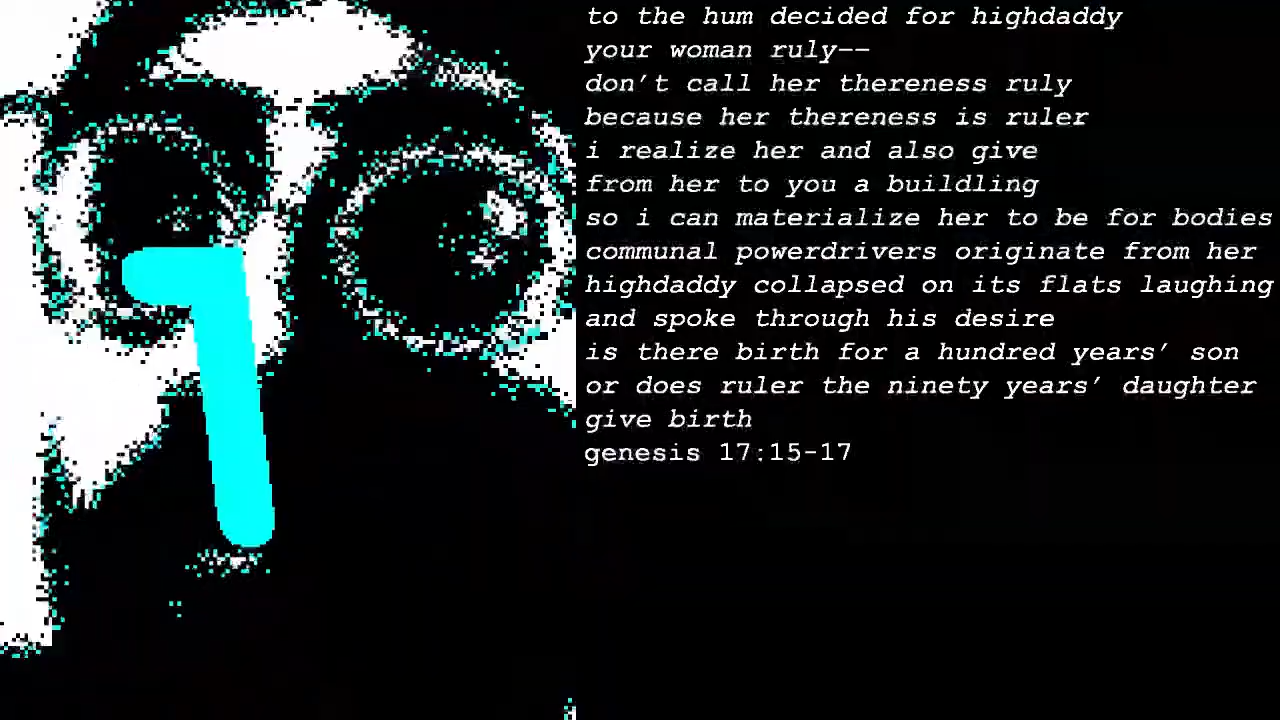 to the hum decided for highdaddy
your woman ruly––
don't call her thereness ruly
because her thereness is ruler
i realize her and also give
from her to you a buildling
so i can materialize her to be for bodies
communal powerdrivers originate from her
highdaddy collapsed on its flats laughing
and spoke through his desire
is there birth for a hundred years' son
or does ruler the ninety years' daughter
give birth
genesis 17:15-17